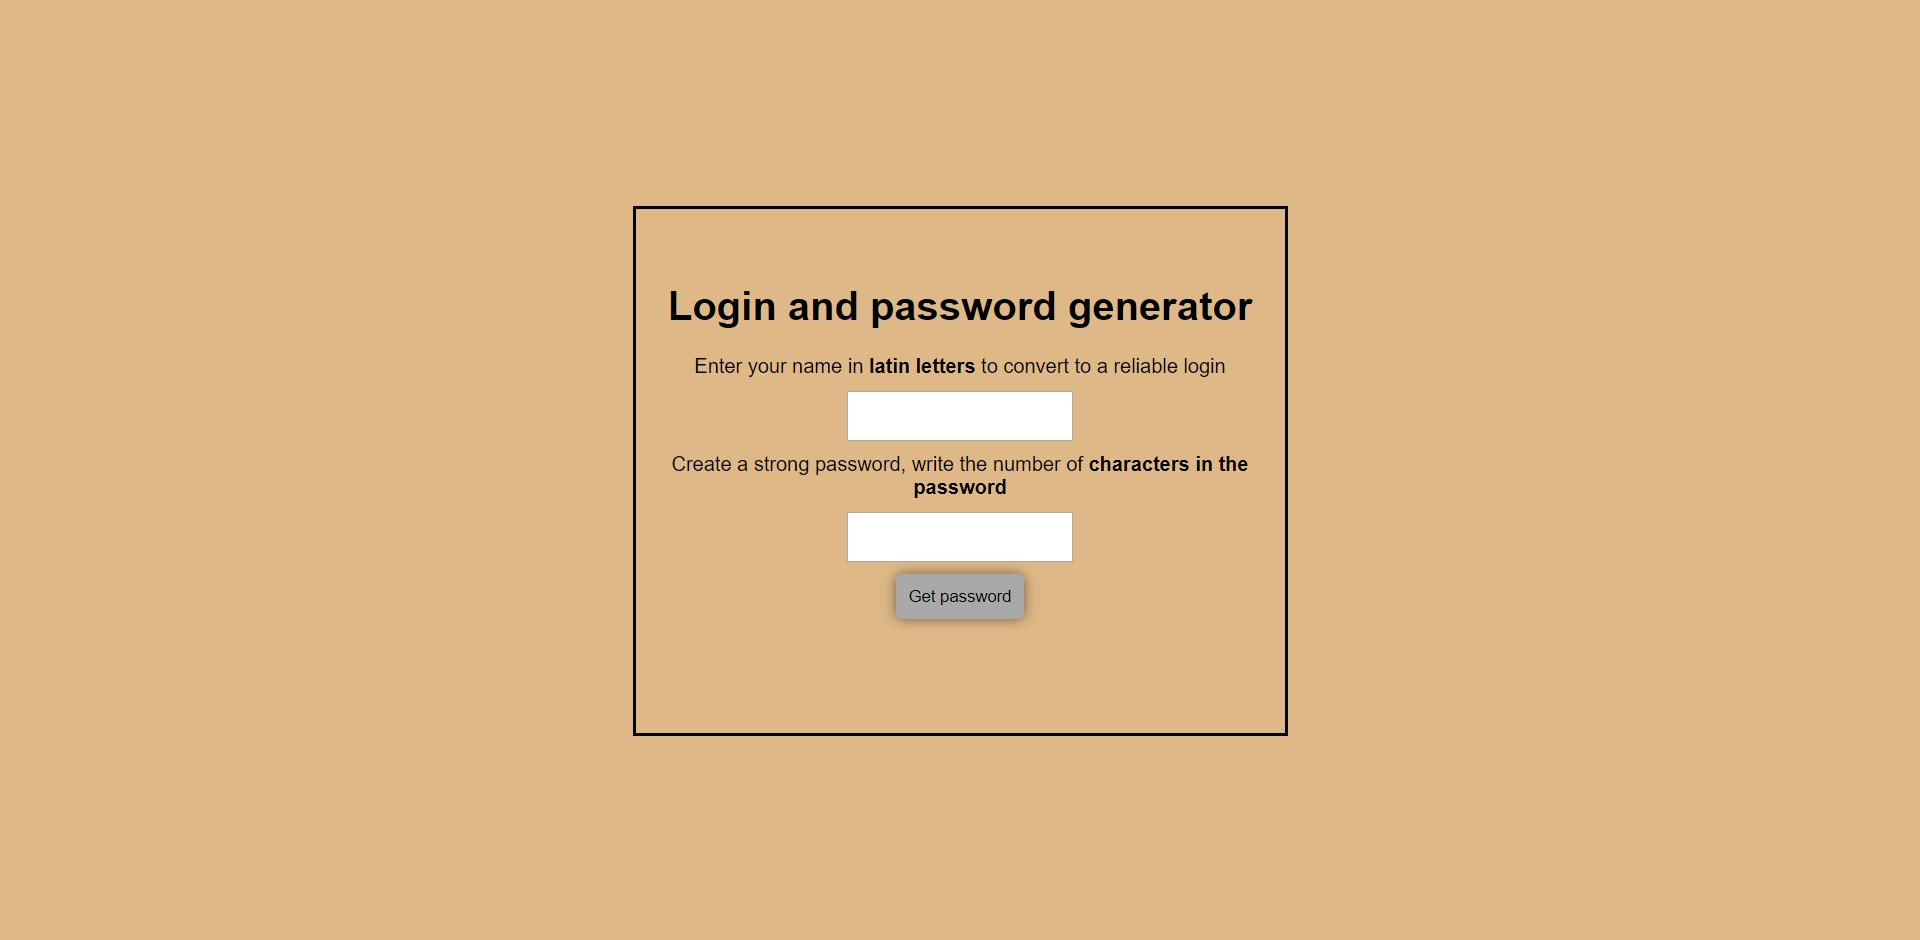 Login and password generator
Enter your name in latin letters to convert to a reliable login
Create a strong password, write the number of characters in the
password
Get password